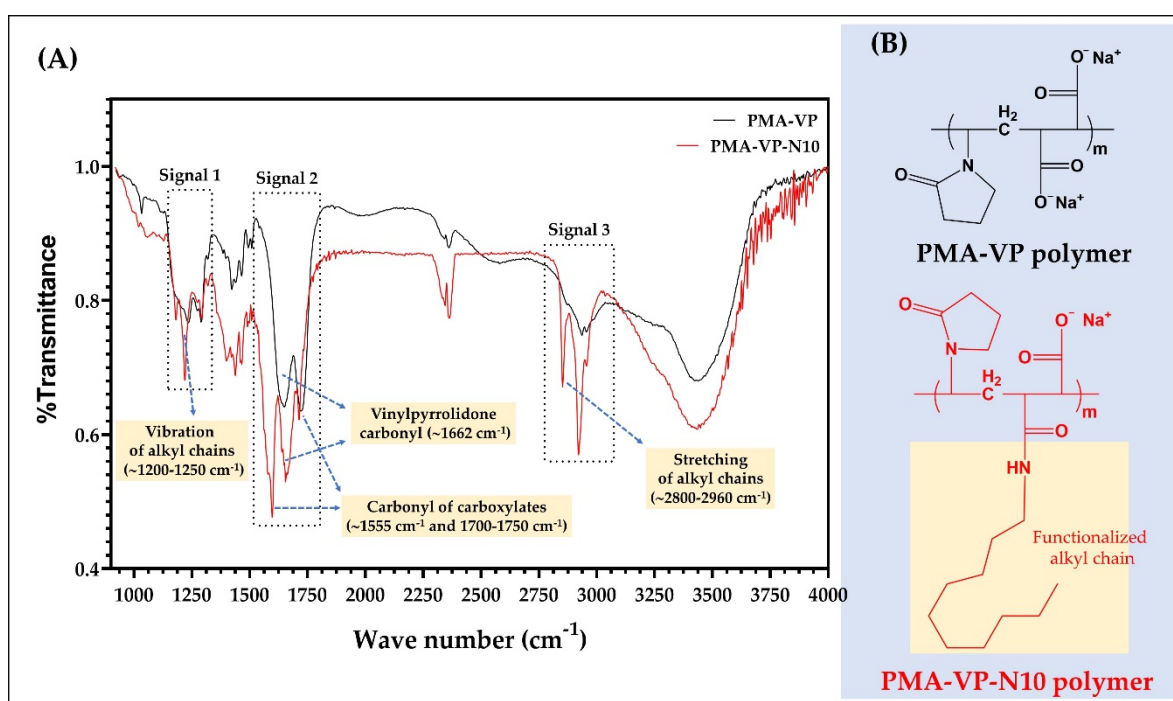 (A)
%Transmittance
1.0
0.8
0.6
0.4
PMA-VP
PMA-VP-N10
Signal 1
Signal 2
Signal 3
Vibration
of alkyl chains
(~1200-1250 cm⁻¹)
Vinylpyrrolidone
carbonyl (~1662 cm⁻¹)
Carbonyl of carboxylates
(~1555 cm⁻¹ and 1700-1750 cm⁻¹)
Stretching
of alkyl chains
(~2800-2960 cm⁻¹)
1000 1250 1500 1750 2000 2250 2500 2750 3000 3250 3500 3750 4000
Wave number (cm⁻¹)
(B)
O⁻ Na⁺
O
H₂
C
m
N
O
O
O⁻Na⁺
PMA-VP polymer
O
O⁻ Na⁺
N
O
H₂
C
m
O
HN
Functionalized
alkyl chain
PMA-VP-N10 polymer